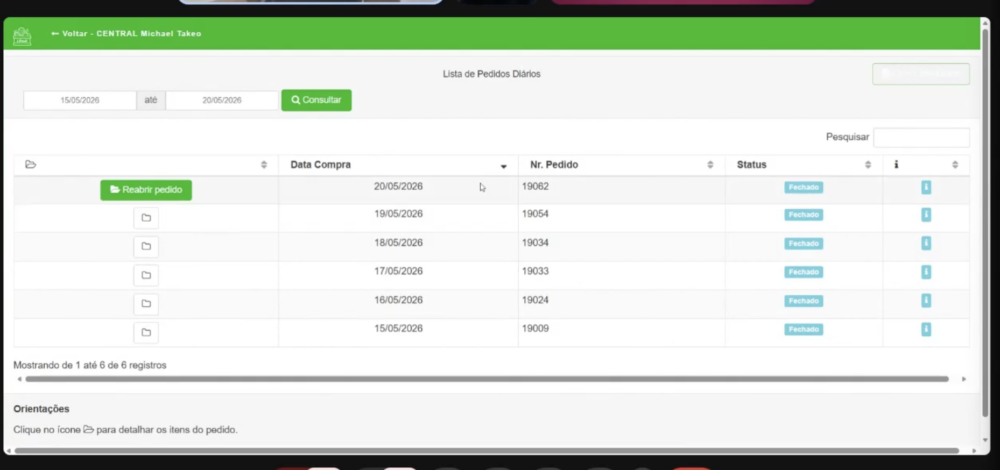 ← Voltar - CENTRAL Michael Takeo
Lista de Pedidos Diários
15/05/2026 até 20/05/2026 Consultar
Pesquisar
Data Compra Nr. Pedido Status i
Reabrir pedido 20/05/2026 19062 Fechado i
19/05/2026 19054 Fechado i
18/05/2026 19034 Fechado i
17/05/2026 19033 Fechado i
16/05/2026 19024 Fechado i
15/05/2026 19009 Fechado i
Mostrando de 1 até 6 de 6 registros
Orientações
Clique no ícone para detalhar os itens do pedido.